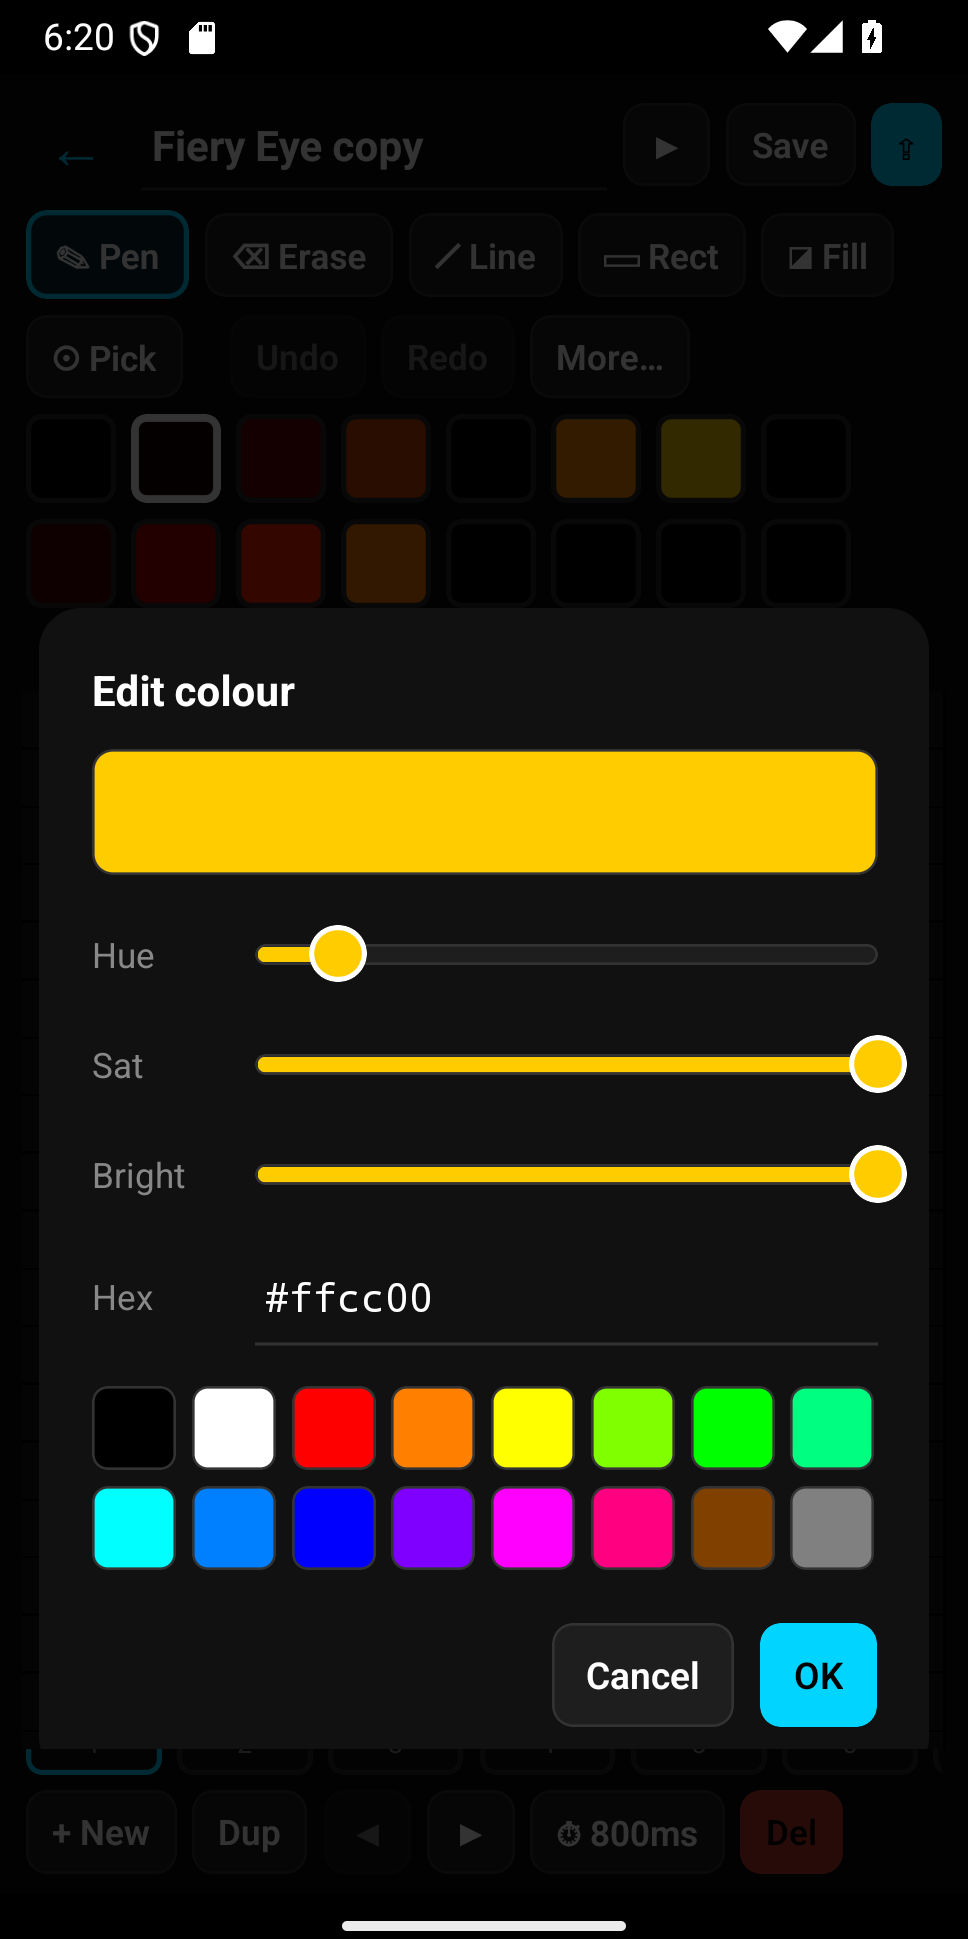 6:20
← Fiery Eye copy ▶ Save ⇪
✎ Pen ⌫ Erase ╱ Line ▭ Rect ◪ Fill
⊙ Pick Undo Redo More...
Edit colour
Hue
Sat
Bright
Hex #ffcc00
Cancel OK
+ New Dup ◀ ▶ ⏱ 800ms Del